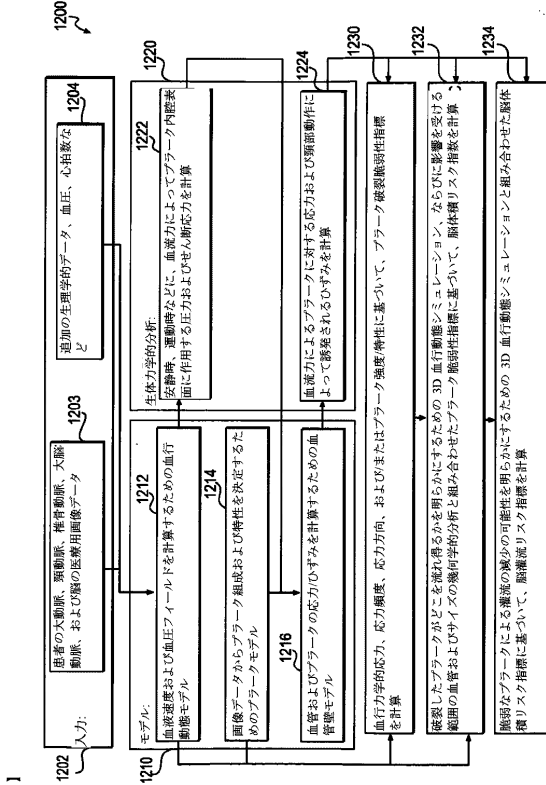 】
1200
1202
入力:
1203
患者の大動脈、頸動脈、椎骨動脈、大脳
動脈、および脳の医療用画像データ
1204
追加の生理学的データ、血圧、心拍数な
ど
1210
モデル:
1212
血液速度および血圧フィールドを計算するための血行
動態モデル
1214
画像データからプラーク組成および特性を決定するた
めのプラークモデル
1216
血管およびプラークの応力/ひずみを計算するための血
管壁モデル
1220
生体力学的分析:
1222
安静時、運動時などに、血流力によってプラーク内腔表
面に作用する圧力およびせん断応力を計算
1224
血流力によるプラークに対する応力および頸部動作に
よって誘発されるひずみを計算
1230
血行力学的応力、応力頻度、応力方向、および/またはプラーク強度/特性に基づいて、プラーク破裂脆弱性指標
を計算
1232
破裂したプラークがどこを流れ得るかを明らかにするための 3D 血行動態シミュレーション、ならびに影響を受ける
範囲の血管およびサイズの幾何学的分析と組み合わせたプラーク脆弱性指標に基づいて、脳体積リスク指数を計算
1234
脆弱なプラークによる灌流の減少の可能性を明らかにするための 3D 血行動態シミュレーションと組み合わせた脳体
積リスク指標に基づいて、脳灌流リスク指標を計算